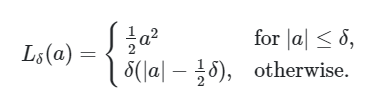 L_δ(a) = { ½a² for |a| ≤ δ,
δ(|a| − ½δ), otherwise.